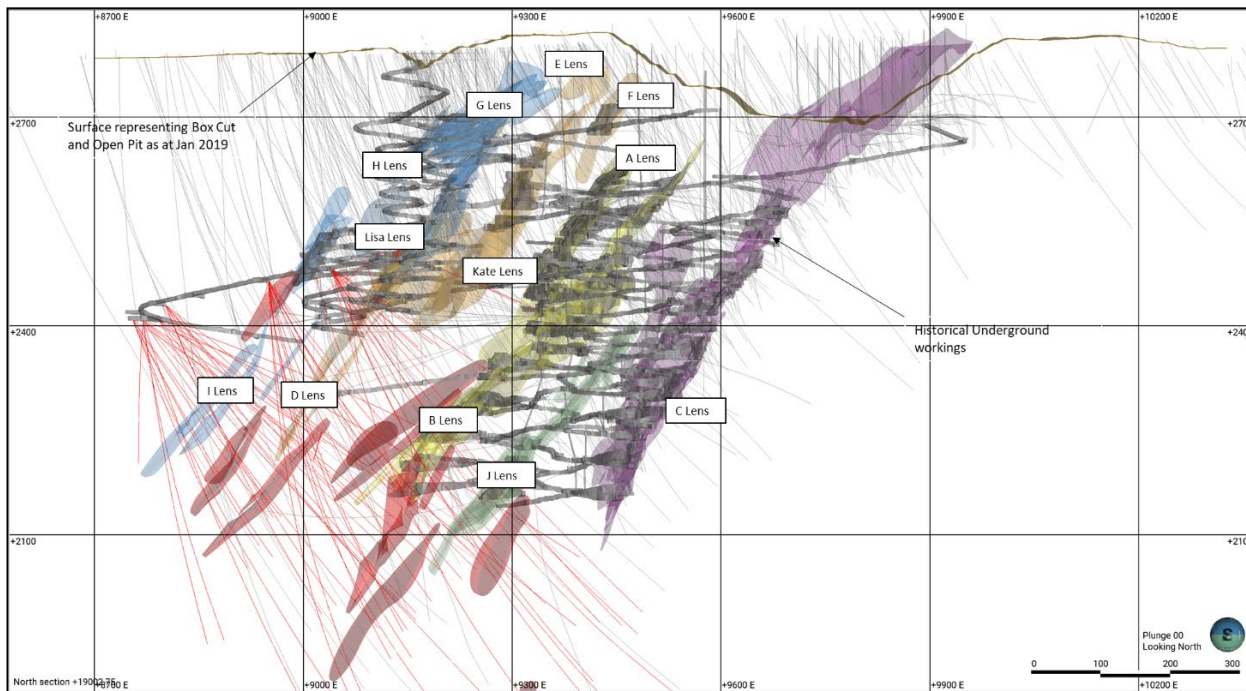 +8700 E
+9000 E
+9300 E
+9600 E
+9900 E
+10200 E
E Lens
F Lens
G Lens
+2700
+270
Surface representing Box Cut
and Open Pit as at Jan 2019
A Lens
H Lens
Lisa Lens
Kate Lens
+2400
+240
Historical Underground
workings
I Lens
D Lens
B Lens
C Lens
J Lens
+2100
+210
Plunge 00
Looking North
0
100
200
300
North section +19002.75
+8700 E
+9000 E
+9300 E
+9600 E
+9900 E
+10200 E